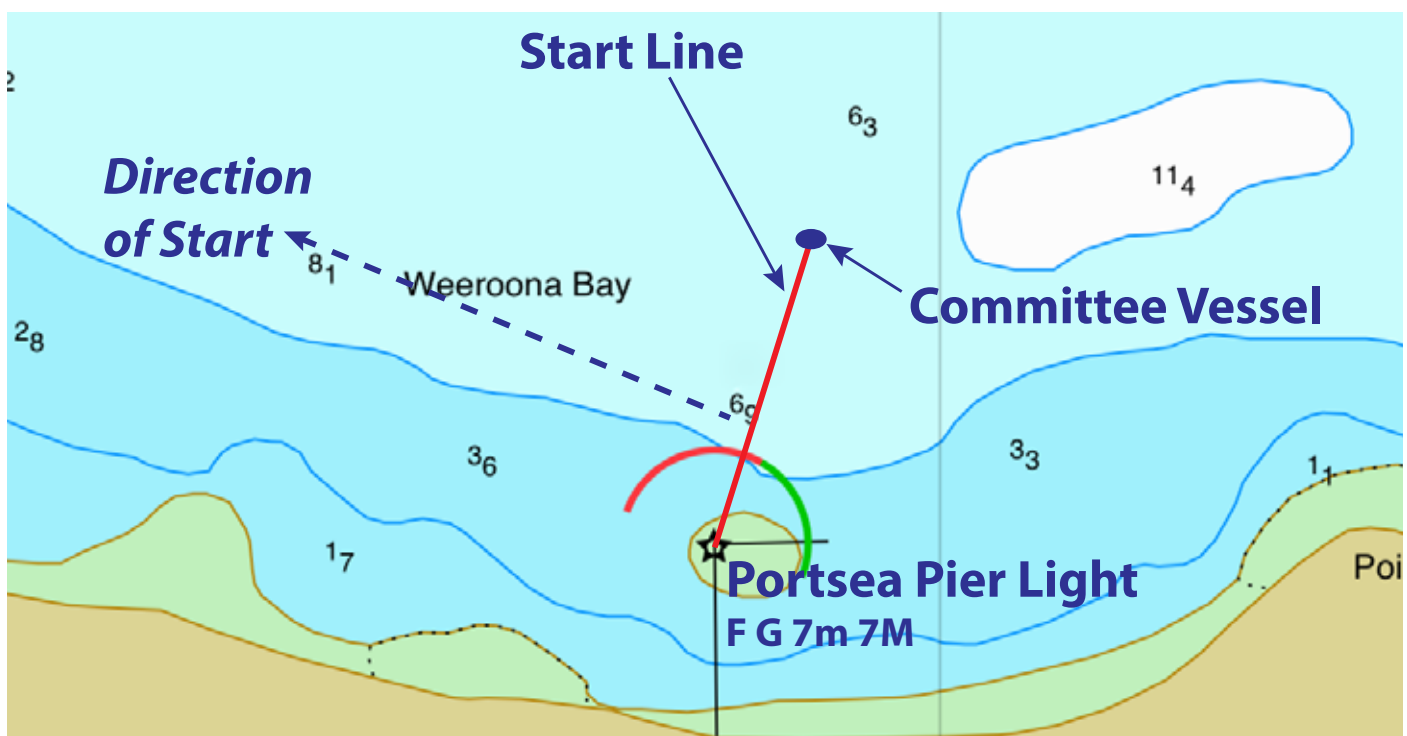 Start Line
2
6₃
Direction
of Start
11₄
8₁
Weeroona Bay
Committee Vessel
2₈
6₉
3₆
3₃
1₁
1₇
Portsea Pier Light
Poi
F G 7m 7M